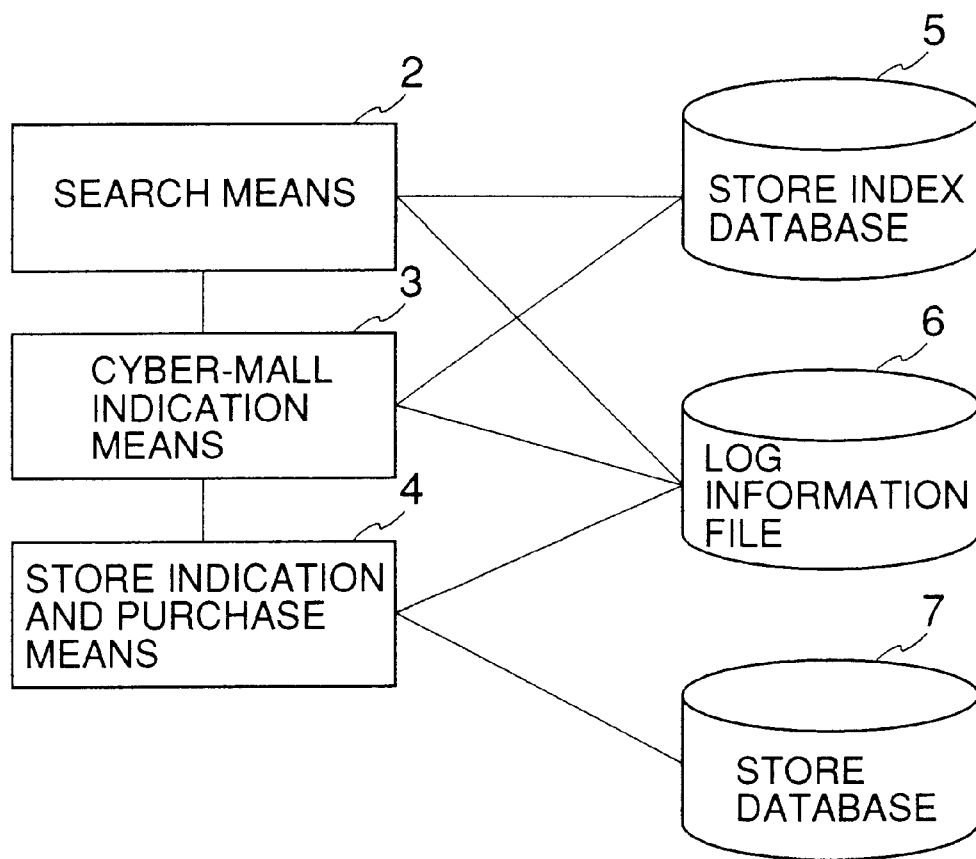 2
SEARCH MEANS
3
CYBER-MALL
INDICATION
MEANS
4
STORE INDICATION
AND PURCHASE
MEANS
5
STORE INDEX
DATABASE
6
LOG
INFORMATION
FILE
7
STORE
DATABASE